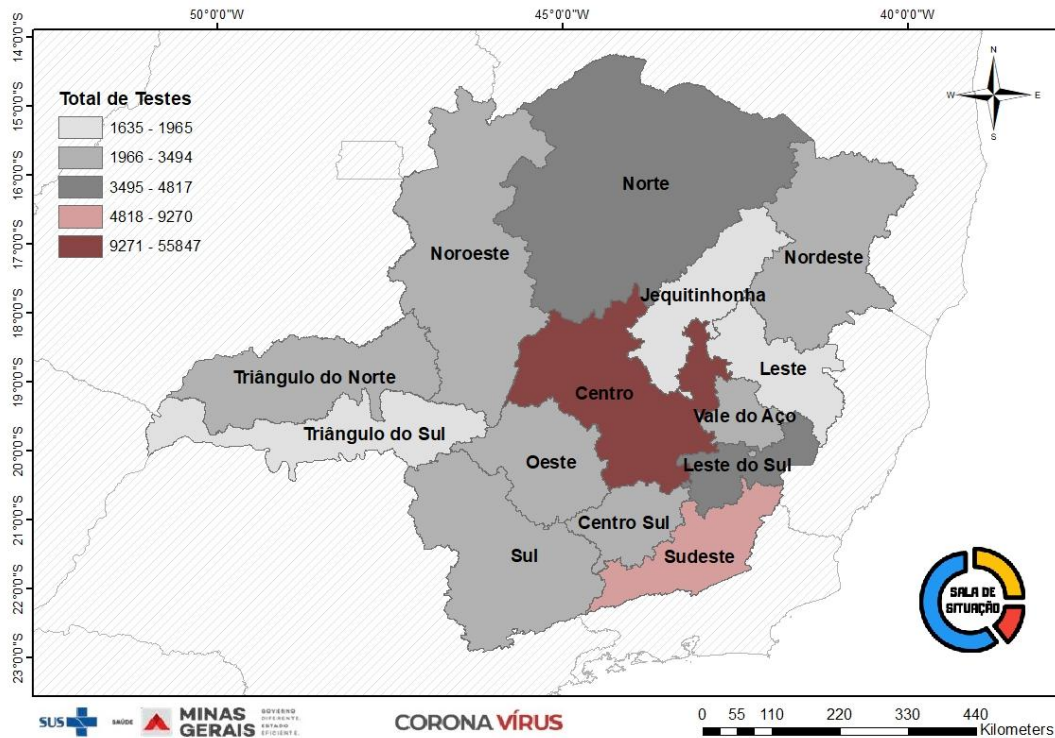 50°0'0"W 45°0'0"W 40°0'0"W
14°0'0"S
15°0'0"S
16°0'0"S
17°0'0"S
18°0'0"S
19°0'0"S
20°0'0"S
21°0'0"S
22°0'0"S
23°0'0"S
Total de Testes
1635 - 1965
1966 - 3494
3495 - 4817
4818 - 9270
9271 - 55847
N
W E
S
Norte
Noroeste
Nordeste
Jequitinhonha
Triângulo do Norte
Leste
Centro
Vale do Aço
Triângulo do Sul
Oeste
Leste do Sul
Centro Sul
Sul
Sudeste
SALA DE
SITUAÇÃO
SUS
SAÚDE
MINAS
GERAIS
GOVERNO
DIFERENTE.
ESTADO
EFICIENTE.
CORONA VÍRUS
0 55 110 220 330 440
Kilometers